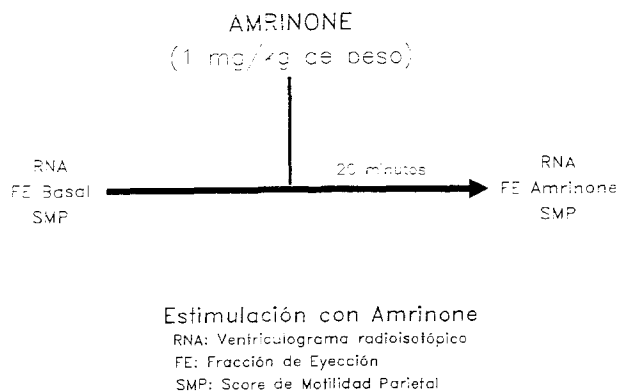 AMRINONE
(1 mg/kg de peso)
RNA
FE Basal
SMP
20 minutos
RNA
FE Amrinone
SMP
Estimulación con Amrinone
RNA: Ventriculograma radioisotópico
FE: Fracción de Eyección
SMP: Score de Motilidad Parietal